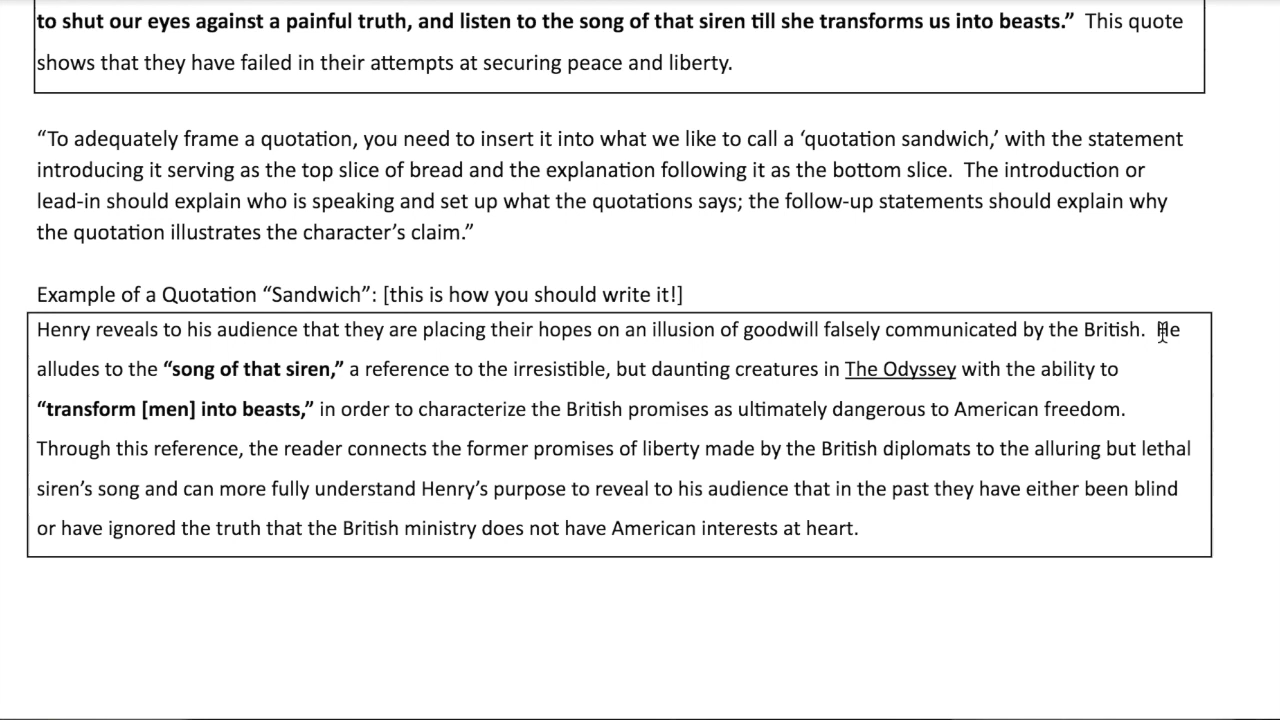 to shut our eyes against a painful truth, and listen to the song of that siren till she transforms us into beasts.”  This quote
shows that they have failed in their attempts at securing peace and liberty.
“To adequately frame a quotation, you need to insert it into what we like to call a ‘quotation sandwich,’ with the statement
introducing it serving as the top slice of bread and the explanation following it as the bottom slice.  The introduction or
lead-in should explain who is speaking and set up what the quotations says; the follow-up statements should explain why
the quotation illustrates the character’s claim.”
Example of a Quotation “Sandwich”: [this is how you should write it!]
Henry reveals to his audience that they are placing their hopes on an illusion of goodwill falsely communicated by the British.  He
alludes to the “song of that siren,” a reference to the irresistible, but daunting creatures in The Odyssey with the ability to
“transform [men] into beasts,” in order to characterize the British promises as ultimately dangerous to American freedom.
Through this reference, the reader connects the former promises of liberty made by the British diplomats to the alluring but lethal
siren’s song and can more fully understand Henry’s purpose to reveal to his audience that in the past they have either been blind
or have ignored the truth that the British ministry does not have American interests at heart.